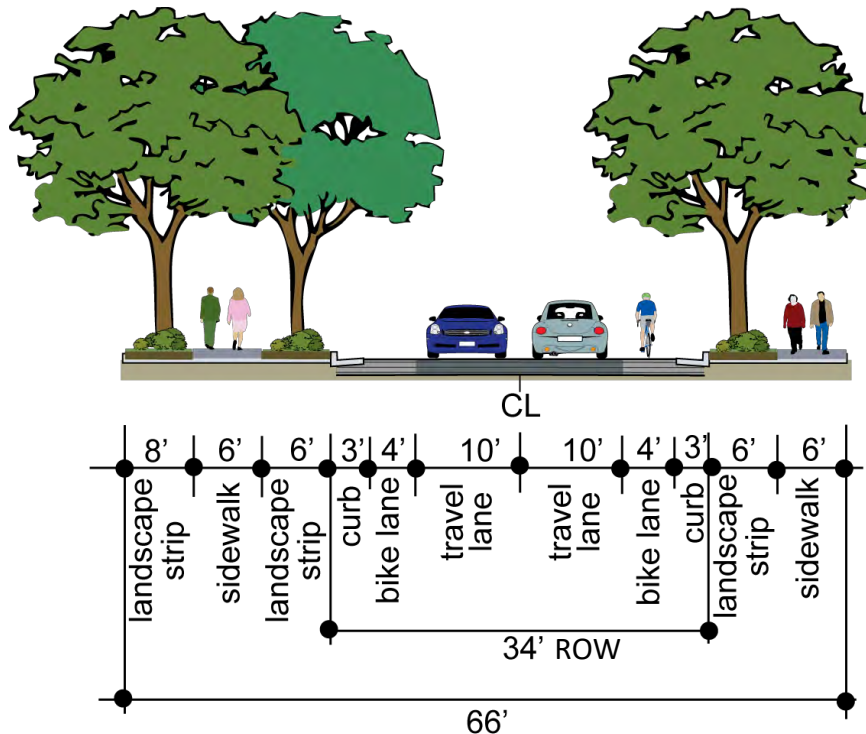 CL
8’ 6’ 6’ 3’ 4’ 10’ 10’ 4’ 3’ 6’ 6’
landscape
strip
sidewalk
landscape
strip
curb
bike lane
travel
lane
travel
lane
bike lane
curb
landscape
strip
sidewalk
34’ ROW
66’